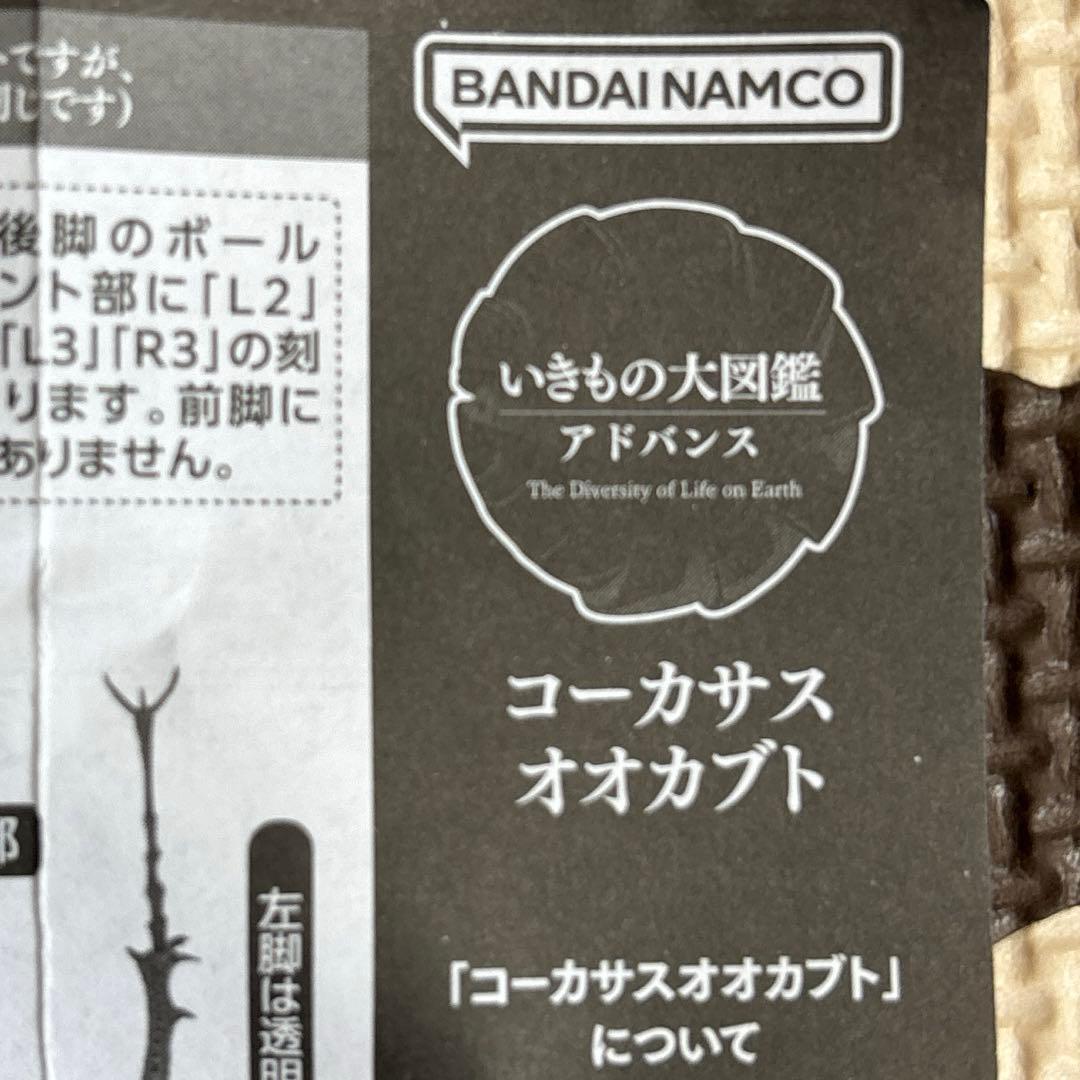 ですが、
同じです)
後脚のボール
ント部に「L2」
「L3」「R3」の刻
ります。前脚に
ありません。
部
左脚は透明
BANDAI NAMCO
いきもの大図鑑
アドバンス
The Diversity of Life on Earth
コーカサス
オオカブト
「コーカサスオオカブト」
について